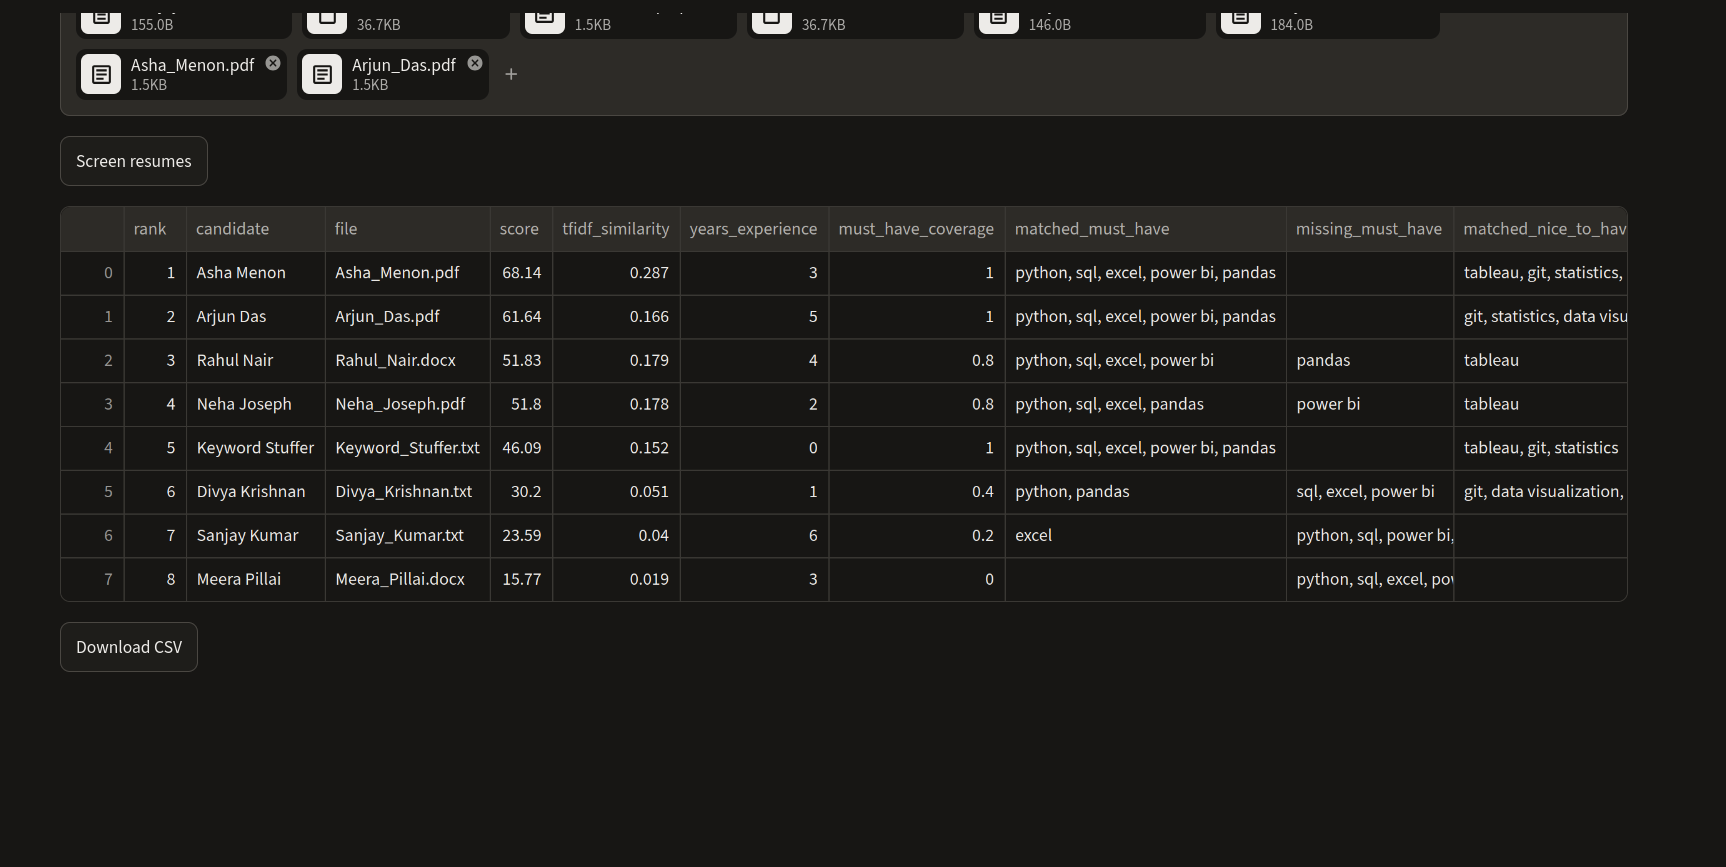 155.0B 36.7KB 1.5KB 36.7KB 146.0B 184.0B
Asha_Menon.pdf Arjun_Das.pdf +
1.5KB 1.5KB
Screen resumes
rank candidate file score tfidf_similarity years_experience must_have_coverage matched_must_have missing_must_have matched_nice_to_hav
0 1 Asha Menon Asha_Menon.pdf 68.14 0.287 3 1 python, sql, excel, power bi, pandas tableau, git, statistics,
1 2 Arjun Das Arjun_Das.pdf 61.64 0.166 5 1 python, sql, excel, power bi, pandas git, statistics, data visu
2 3 Rahul Nair Rahul_Nair.docx 51.83 0.179 4 0.8 python, sql, excel, power bi pandas tableau
3 4 Neha Joseph Neha_Joseph.pdf 51.8 0.178 2 0.8 python, sql, excel, pandas power bi tableau
4 5 Keyword Stuffer Keyword_Stuffer.txt 46.09 0.152 0 1 python, sql, excel, power bi, pandas tableau, git, statistics
5 6 Divya Krishnan Divya_Krishnan.txt 30.2 0.051 1 0.4 python, pandas sql, excel, power bi git, data visualization,
6 7 Sanjay Kumar Sanjay_Kumar.txt 23.59 0.04 6 0.2 excel python, sql, power bi,
7 8 Meera Pillai Meera_Pillai.docx 15.77 0.019 3 0 python, sql, excel, pow
Download CSV